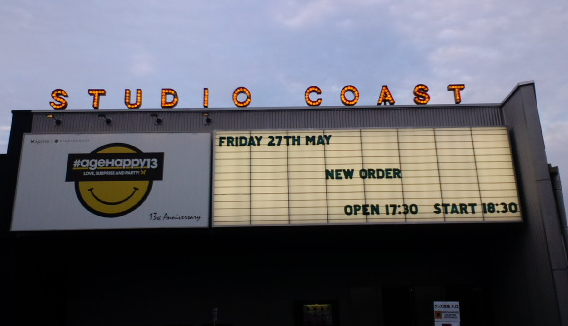 STUDIO COAST
#ageHappy13
LOVE, SURPRISE AND PARTY!
13th Anniversary
FRIDAY 27TH MAY
NEW ORDER
OPEN 17:30 START 18:30